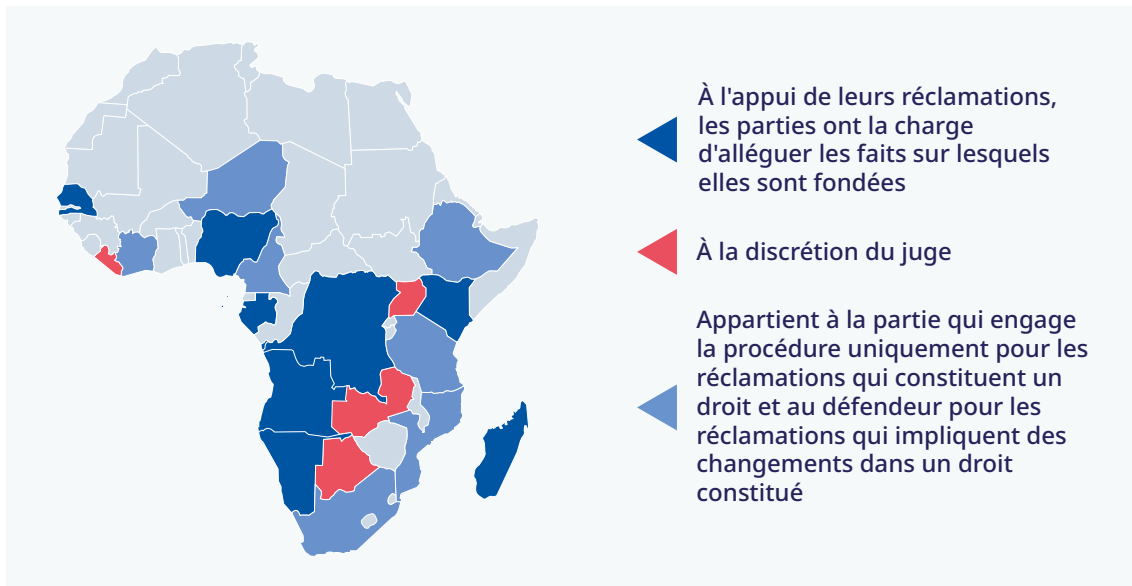 À l'appui de leurs réclamations,
les parties ont la charge
d'alléguer les faits sur lesquels
elles sont fondées
À la discrétion du juge
Appartient à la partie qui engage
la procédure uniquement pour les
réclamations qui constituent un
droit et au défendeur pour les
réclamations qui impliquent des
changements dans un droit
constitué